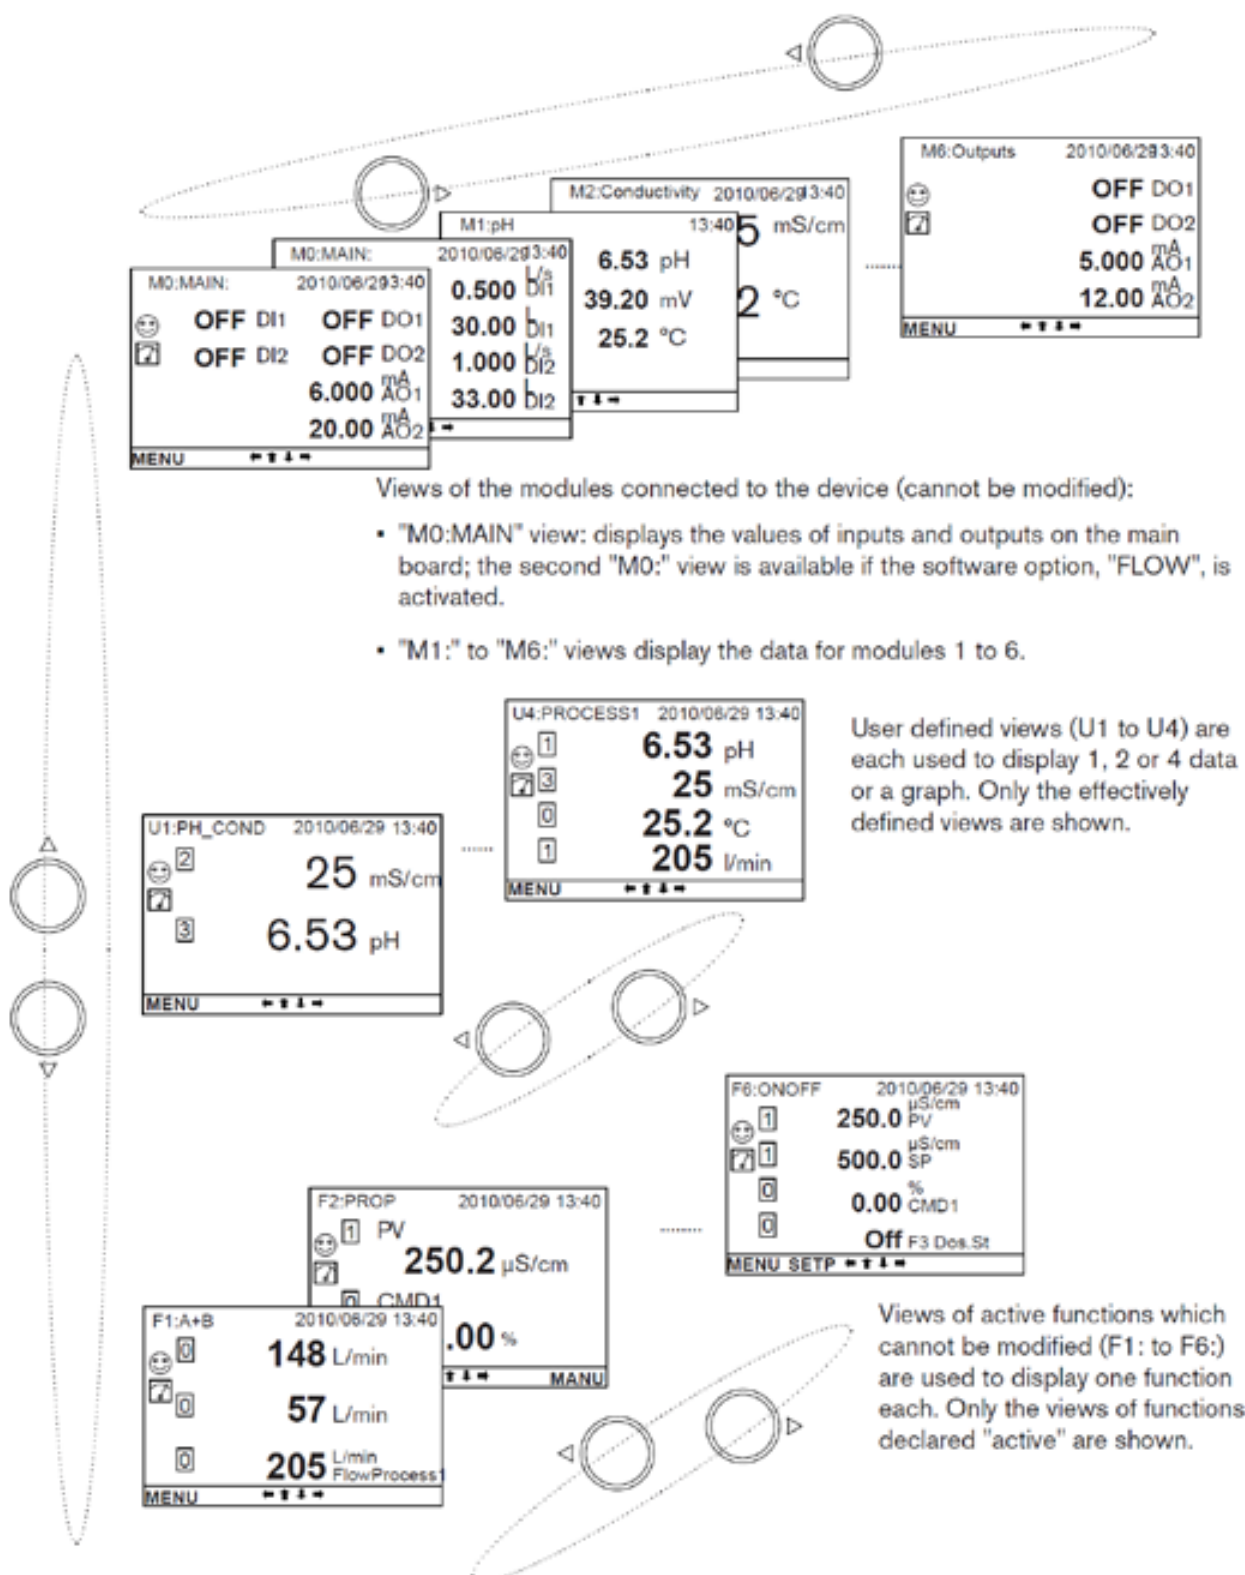 M6:Outputs 2010/06/2913:40
OFF DO1
OFF DO2
5.000 mA AO1
12.00 mA AO2
MENU
M2:Conductivity 2010/06/2913:40
5 mS/cm
2 °C
M1:pH 13:40
6.53 pH
39.20 mV
25.2 °C
M0:MAIN: 2010/06/2913:40
0.500 L/s DI1
30.00 L DI1
1.000 L/s DI2
33.00 L DI2
M0:MAIN: 2010/06/2913:40
OFF DI1 OFF DO1
OFF DI2 OFF DO2
6.000 mA AO1
20.00 mA AO2
MENU
Views of the modules connected to the device (cannot be modified):
▪ "M0:MAIN" view: displays the values of inputs and outputs on the main
board; the second "M0:" view is available if the software option, "FLOW", is
activated.
▪ "M1:" to "M6:" views display the data for modules 1 to 6.
U4:PROCESS1 2010/06/29 13:40
1 6.53 pH
3 25 mS/cm
0 25.2 °C
1 205 l/min
MENU
User defined views (U1 to U4) are
each used to display 1, 2 or 4 data
or a graph. Only the effectively
defined views are shown.
U1:PH_COND 2010/06/29 13:40
2 25 mS/cm
3 6.53 pH
MENU
F6:ONOFF 2010/06/29 13:40
1 250.0 µS/cm PV
1 500.0 µS/cm SP
0 0.00 % CMD1
0 Off F3 Des.St
MENU SETP
F2:PROP 2010/06/29 13:40
1 PV
250.2 µS/cm
0 CMD1
.00 %
MANU
F1:A+B 2010/06/29 13:40
0 148 L/min
0 57 L/min
0 205 L/min FlowProcess1
MENU
Views of active functions which
cannot be modified (F1: to F6:)
are used to display one function
each. Only the views of functions
declared "active" are shown.